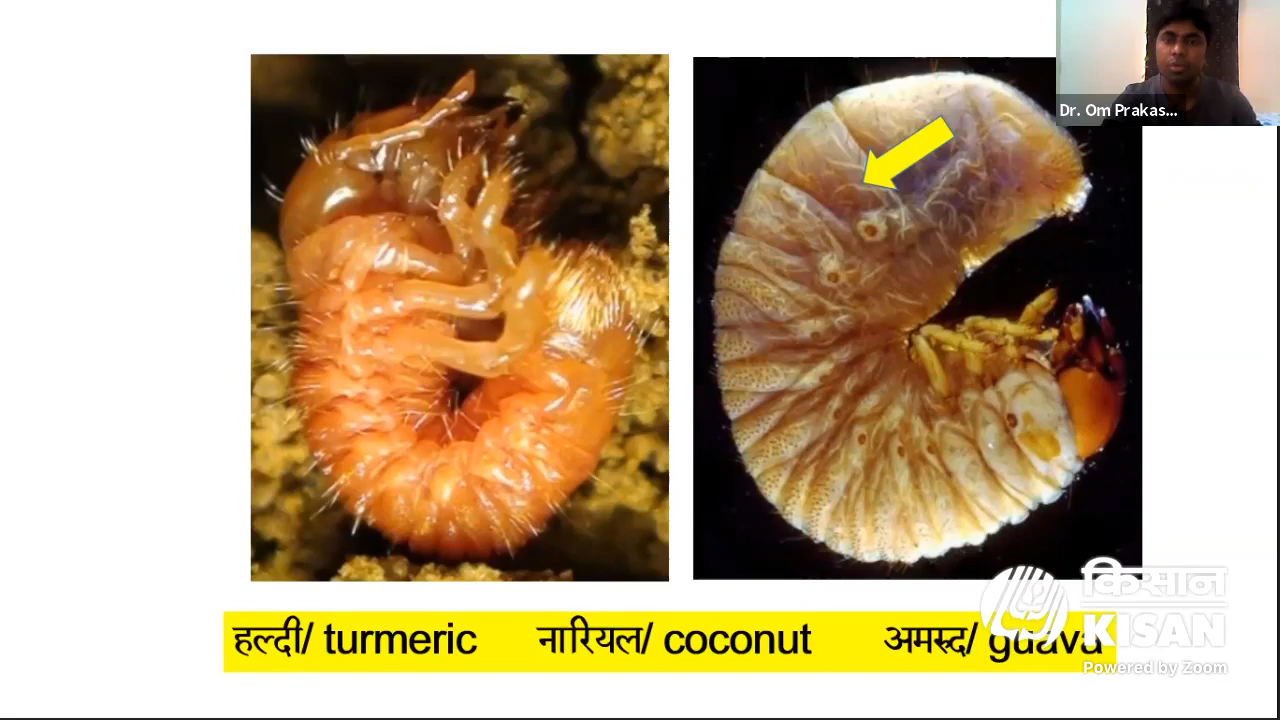 Dr. Om Prakas...
हल्दी/ turmeric नारियल/ coconut अमरूद/ guava
किसान
KISAN
Powered by Zoom